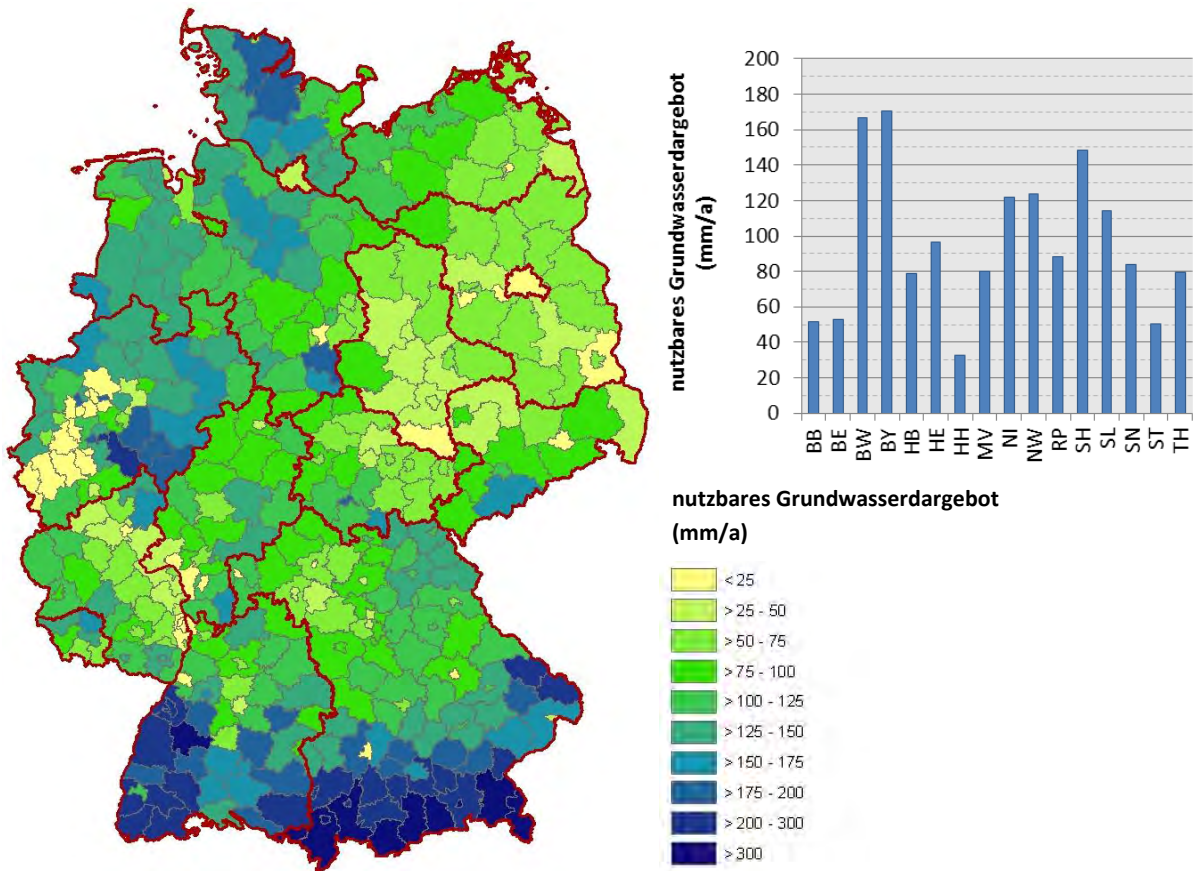 nutzbares Grundwasserdargebot
(mm/a)
200
180
160
140
120
100
80
60
40
20
0
BB
BE
BW
BY
HB
HE
HH
MV
NI
NW
RP
SH
SL
SN
ST
TH
nutzbares Grundwasserdargebot
(mm/a)
< 25
> 25 - 50
> 50 - 75
> 75 - 100
> 100 - 125
> 125 - 150
> 150 - 175
> 175 - 200
> 200 - 300
> 300